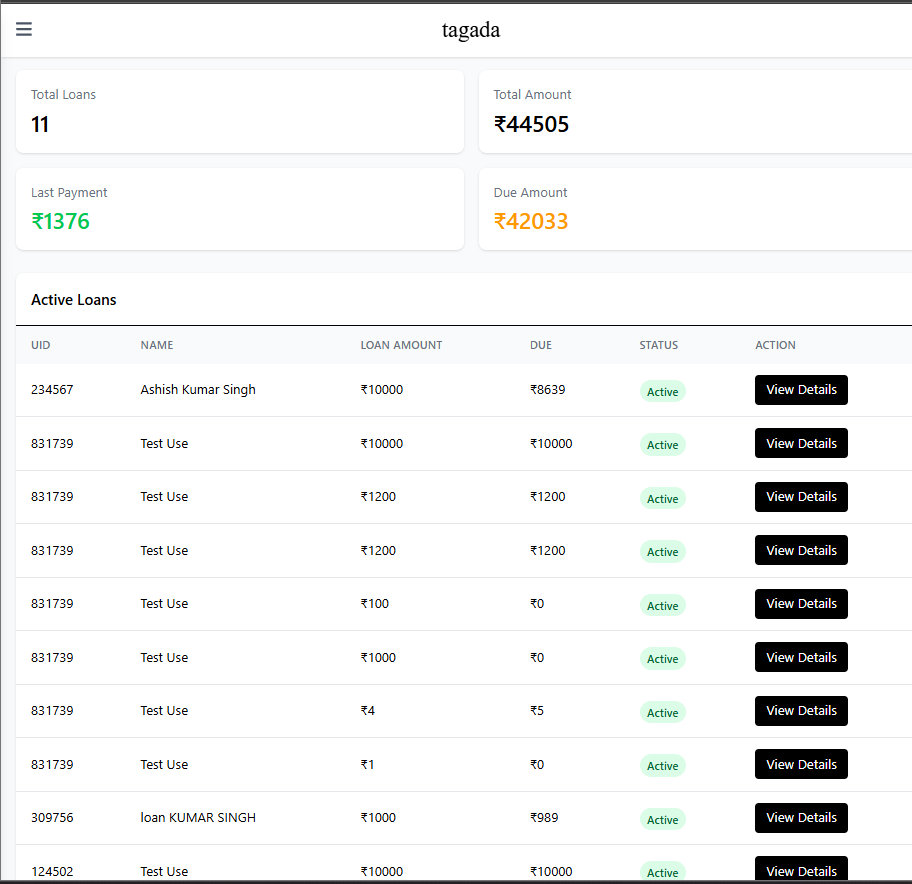 tagada
Total Loans
11
Total Amount
₹44505
Last Payment
₹1376
Due Amount
₹42033
Active Loans
UID NAME LOAN AMOUNT DUE STATUS ACTION
234567 Ashish Kumar Singh ₹10000 ₹8639 Active View Details
831739 Test Use ₹10000 ₹10000 Active View Details
831739 Test Use ₹1200 ₹1200 Active View Details
831739 Test Use ₹1200 ₹1200 Active View Details
831739 Test Use ₹100 ₹0 Active View Details
831739 Test Use ₹1000 ₹0 Active View Details
831739 Test Use ₹4 ₹5 Active View Details
831739 Test Use ₹1 ₹0 Active View Details
309756 loan KUMAR SINGH ₹1000 ₹989 Active View Details
124502 Test Use ₹10000 ₹10000 Active View Details